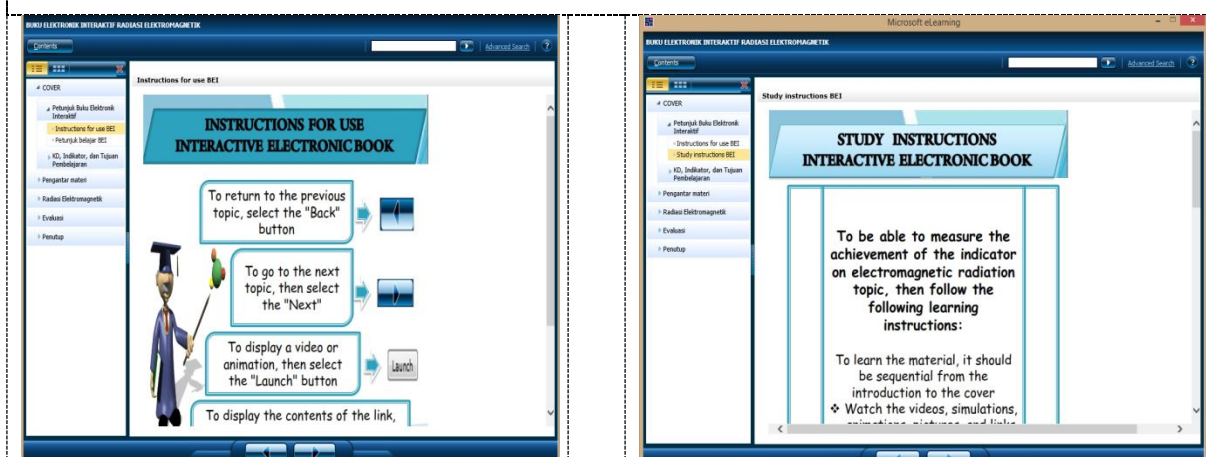 BUKU ELEKTRONIK INTERAKTIF RADIASI ELEKTROMAGNETIK
Contents
Advanced Search
COVER
Petunjuk Buku Elektronik
Interaktif
Instructions for use BEI
Petunjuk belajar BEI
KD, Indikator, dan Tujuan
Pembelajaran
Pengantar materi
Radiasi Elektromagnetik
Evaluasi
Penutup
Instructions for use BEI
INSTRUCTIONS FOR USE
INTERACTIVE ELECTRONIC BOOK
To return to the previous
topic, select the "Back"
button
To go to the next
topic, then select
the "Next"
To display a video or
animation, then select
the "Launch" button
Launch
To display the contents of the link,
Microsoft eLearning
BUKU ELEKTRONIK INTERAKTIF RADIASI ELEKTROMAGNETIK
Contents
Advanced Search
COVER
Petunjuk Buku Elektronik
Interaktif
Instructions for use BEI
Study instructions BEI
KD, Indikator, dan Tujuan
Pembelajaran
Pengantar materi
Radiasi Elektromagnetik
Evaluasi
Penutup
Study instructions BEI
STUDY INSTRUCTIONS
INTERACTIVE ELECTRONIC BOOK
To be able to measure the
achievement of the indicator
on electromagnetic radiation
topic, then follow the
following learning
instructions:
To learn the material, it should
be sequential from the
introduction to the cover
❖ Watch the videos, simulations,